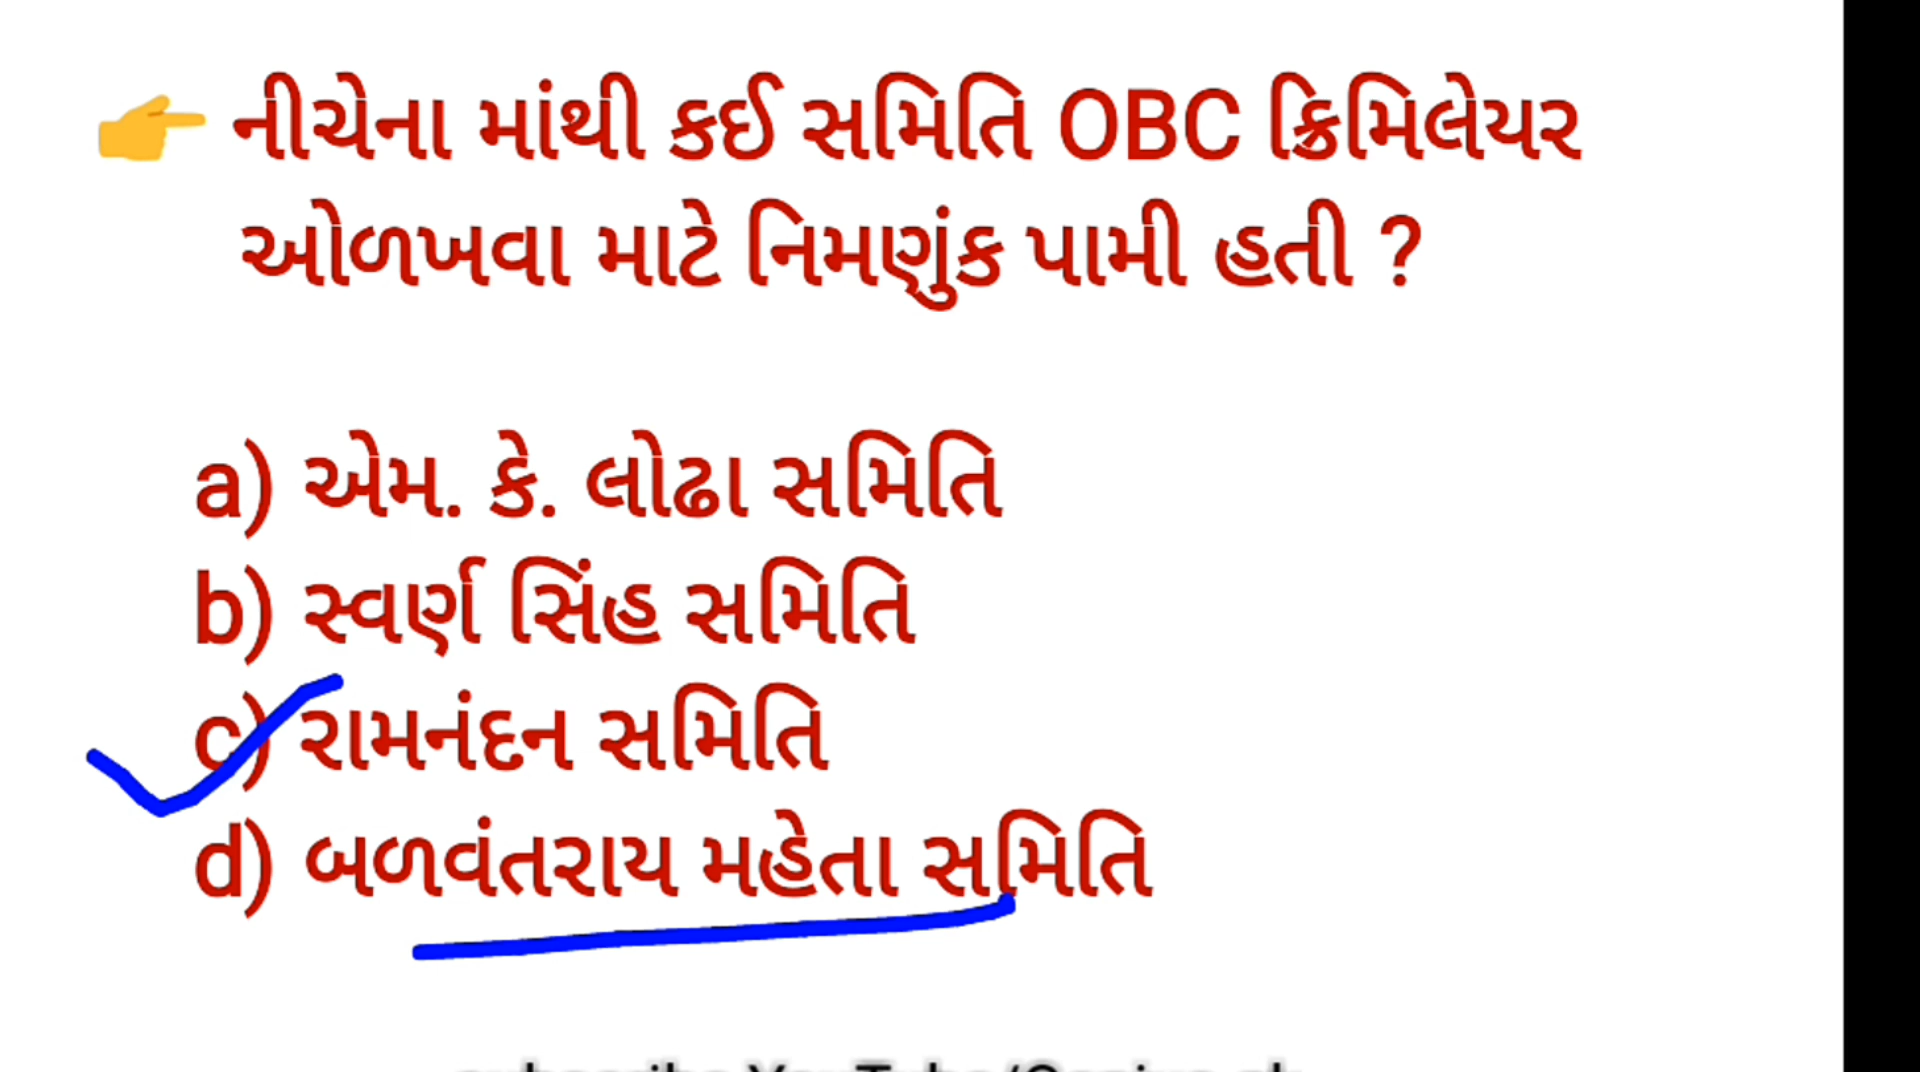 નીચેના માંથી કઈ સમિતિ OBC ક્રિમિલેયર
ઓળખવા માટે નિમણુંક પામી હતી ?
a) એમ. કે. લોઢા સમિતિ
b) સ્વર્ણ સિંહ સમિતિ
c) રામનંદન સમિતિ
d) બળવંતરાય મહેતા સમિતિ